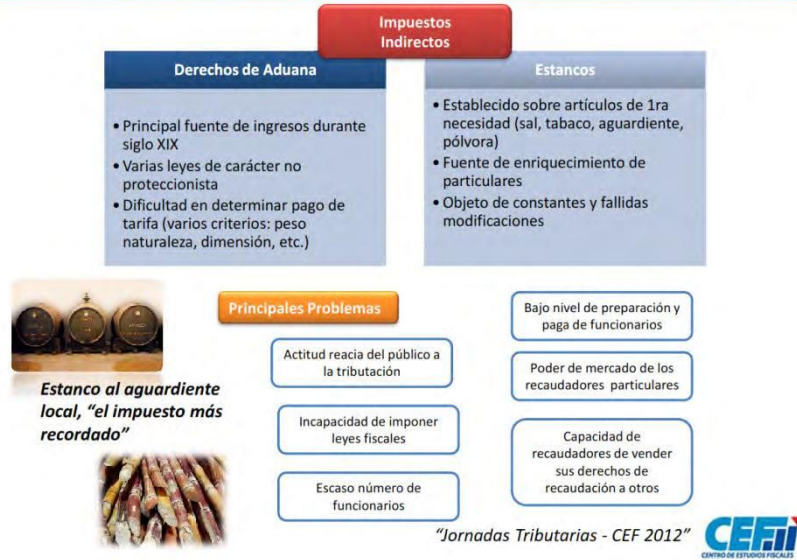 Impuestos
Indirectos
Derechos de Aduana
• Principal fuente de ingresos durante
siglo XIX
• Varias leyes de carácter no
proteccionista
• Dificultad en determinar pago de
tarifa (varios criterios: peso
naturaleza, dimensión, etc.)
Estancos
• Establecido sobre artículos de 1ra
necesidad (sal, tabaco, aguardiente,
pólvora)
• Fuente de enriquecimiento de
particulares
• Objeto de constantes y fallidas
modificaciones
Principales Problemas
Estanco al aguardiente
local, “el impuesto más
recordado”
Actitud reacia del público a
la tributación
Incapacidad de imponer
leyes fiscales
Escaso número de
funcionarios
Bajo nivel de preparación y
paga de funcionarios
Poder de mercado de los
recaudadores particulares
Capacidad de
recaudadores de vender
sus derechos de
recaudación a otros
“Jornadas Tributarias - CEF 2012”
CEF
CENTRO DE ESTUDIOS FISCALES